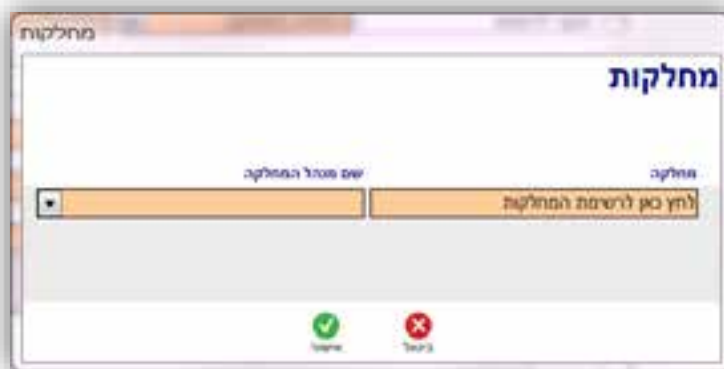 מחלקות
מחלקות
מחלקה שם מנהל המחלקה
לחץ כאן לרשימת המחלקות
ביטול אישור